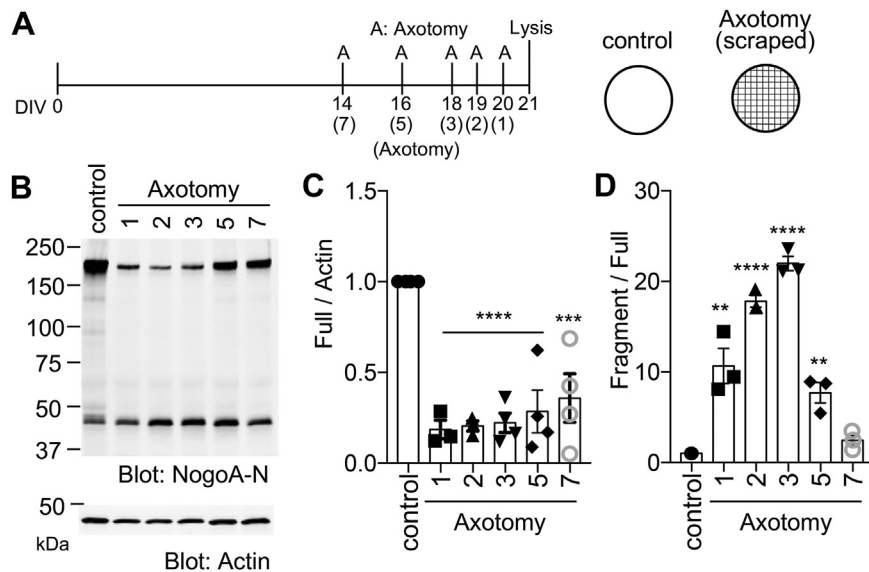 A
A: Axotomy
Lysis
A A A A A
DIV 0 14 16 18 19 20 21
(7) (5) (3) (2) (1)
(Axotomy)
control
Axotomy
(scraped)
B
control
Axotomy
1 2 3 5 7
250
150
100
75
50
37
Blot: NogoA-N
50
kDa
Blot: Actin
C
Full / Actin
1.5
1.0
0.5
0.0
****
***
control 1 2 3 5 7
Axotomy
D
Fragment / Full
30
20
10
0
**
****
****
**
control 1 2 3 5 7
Axotomy